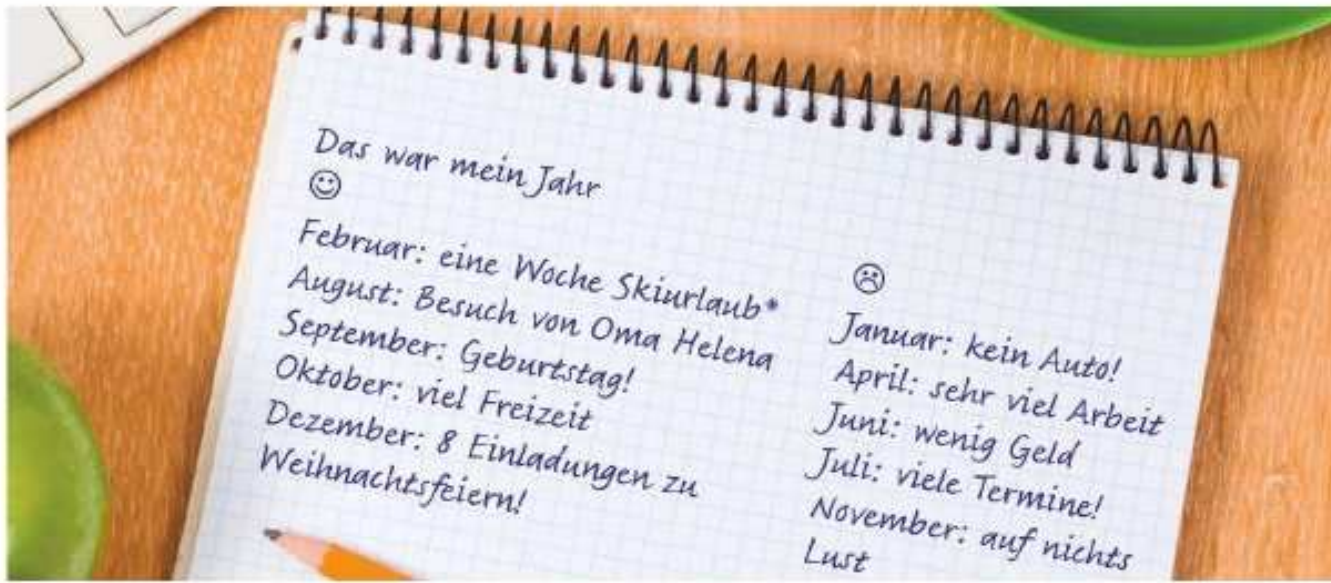 Das war mein Jahr
☺
Februar: eine Woche Skiurlaub*
August: Besuch von Oma Helena
September: Geburtstag!
Oktober: viel Freizeit
Dezember: 8 Einladungen zu
Weihnachtsfeiern!
☹
Januar: kein Auto!
April: sehr viel Arbeit
Juni: wenig Geld
Juli: viele Termine!
November: auf nichts
Lust